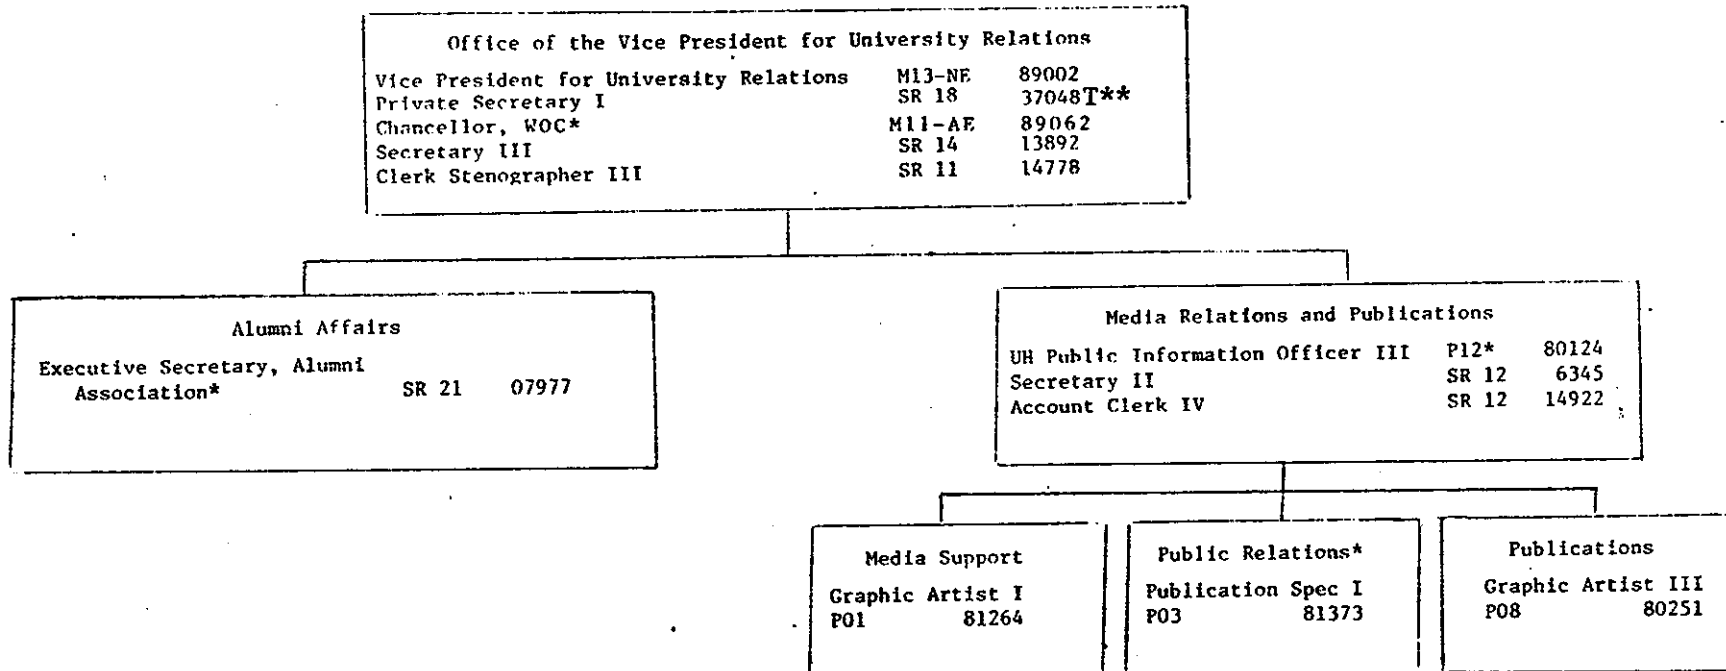 Office of the Vice President for University Relations
Vice President for University Relations M13-NE 89002
Private Secretary I SR 18 37048T**
Chancellor, WOC* M11-AE 89062
Secretary III SR 14 13892
Clerk Stenographer III SR 11 14778
Alumni Affairs
Executive Secretary, Alumni
Association* SR 21 07977
Media Relations and Publications
UH Public Information Officer III P12* 80124
Secretary II SR 12 6345
Account Clerk IV SR 12 14922
Media Support
Graphic Artist I
P01 81264
Public Relations*
Publication Spec I
P03 81373
Publications
Graphic Artist III
P08 80251